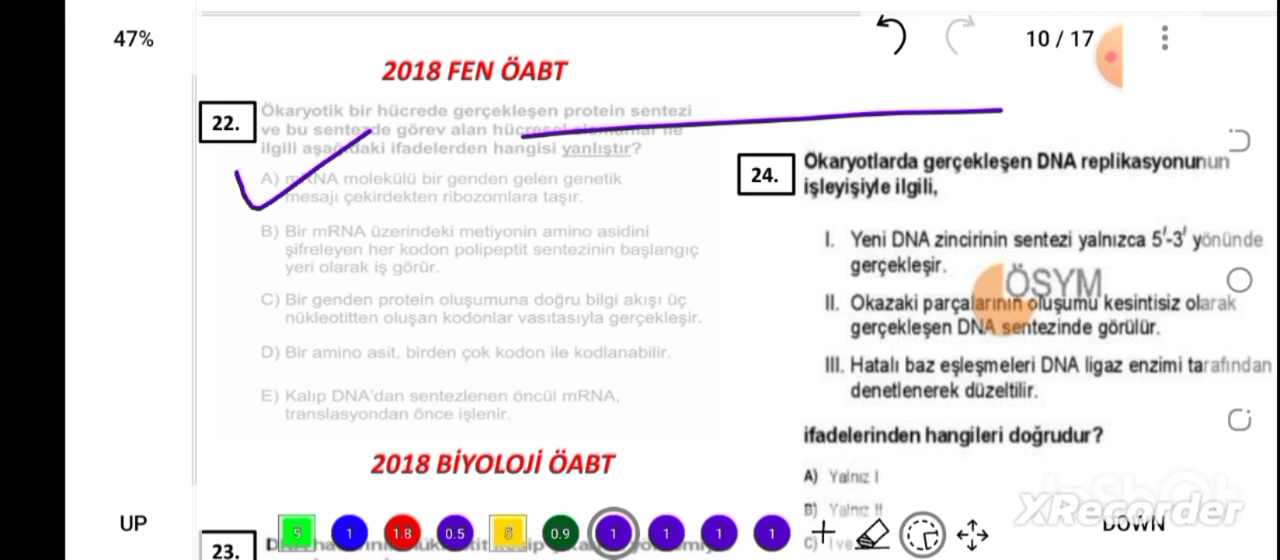 47%
10 / 17
2018 FEN ÖABT
22.
Ökaryotik bir hücrede gerçekleşen protein sentezi
ve bu sentezde görev alan hücresel elemanlar ile
ilgili aşağıdaki ifadelerden hangisi yanlıştır?
A) mRNA molekülü bir genden gelen genetik
mesajı çekirdekten ribozomlara taşır.
B) Bir mRNA üzerindeki metiyonin amino asidini
şifreleyen her kodon polipeptit sentezinin başlangıç
yeri olarak iş görür.
C) Bir genden protein oluşumuna doğru bilgi akışı üç
nükleotitten oluşan kodonlar vasıtasıyla gerçekleşir.
D) Bir amino asit, birden çok kodon ile kodlanabilir.
E) Kalıp DNA'dan sentezlenen öncül mRNA,
translasyondan önce işlenir.
2018 BİYOLOJİ ÖABT
23.
24.
Ökaryotlarda gerçekleşen DNA replikasyonunun
işleyişiyle ilgili,
I. Yeni DNA zincirinin sentezi yalnızca 5'-3' yönünde
gerçekleşir.
ÖSYM
II. Okazaki parçalarının oluşumu kesintisiz olarak
gerçekleşen DNA sentezinde görülür.
III. Hatalı baz eşleşmeleri DNA ligaz enzimi tarafından
denetlenerek düzeltilir.
ifadelerinden hangileri doğrudur?
A) Yalnız I
B) Yalnız II
C) I ve
UP
5
1
1.8
0.5
5
0.9
1
1
1
1
XRecorder
DOWN